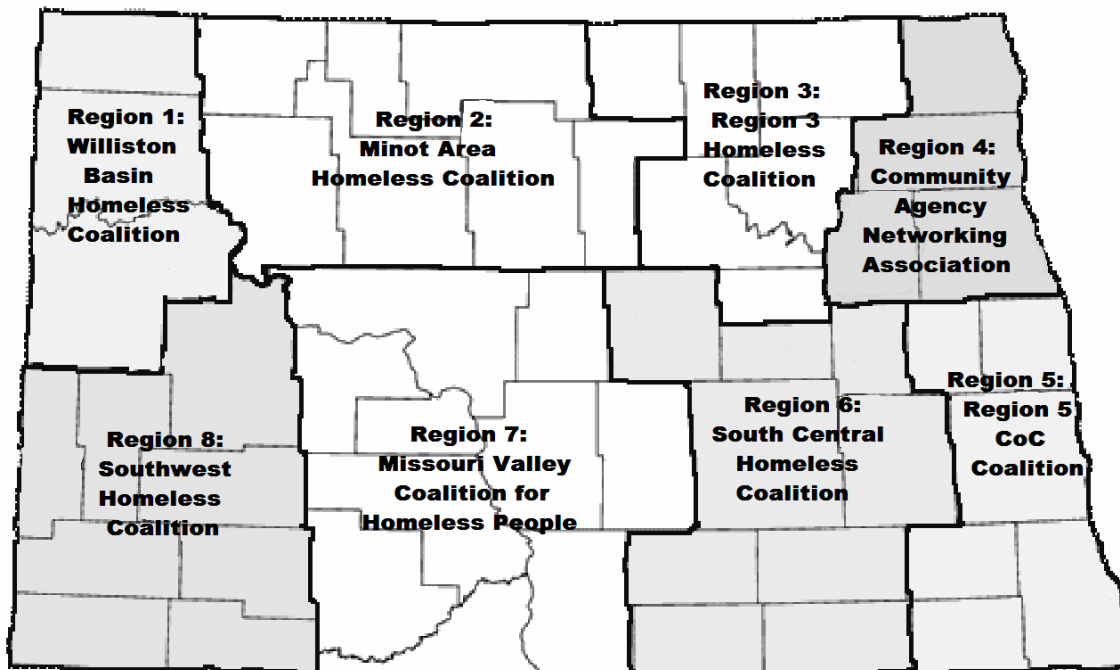 Region 1:
Williston
Basin
Homeless
Coalition
Region 2:
Minot Area
Homeless Coalition
Region 3:
Region 3
Homeless
Coalition
Region 4:
Community
Agency
Networking
Association
Region 5:
Region 5
CoC
Coalition
Region 6:
South Central
Homeless
Coalition
Region 7:
Missouri Valley
Coalition for
Homeless People
Region 8:
Southwest
Homeless
Coalition